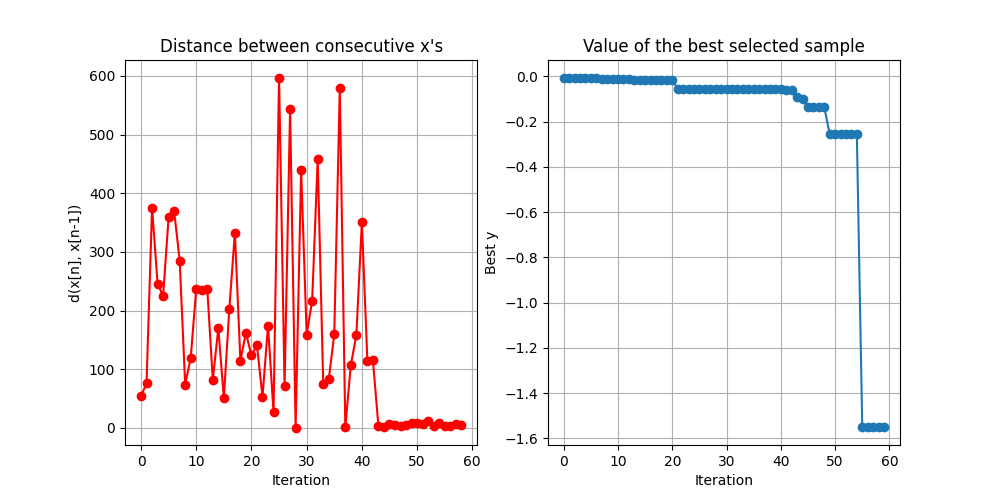 Distance between consecutive x's
600
500
400
300
200
100
0
d(x[n], x[n-1])
0 10 20 30 40 50 60
Iteration
Value of the best selected sample
0.0
−0.2
−0.4
−0.6
−0.8
−1.0
−1.2
−1.4
−1.6
Best y
0 10 20 30 40 50 60
Iteration